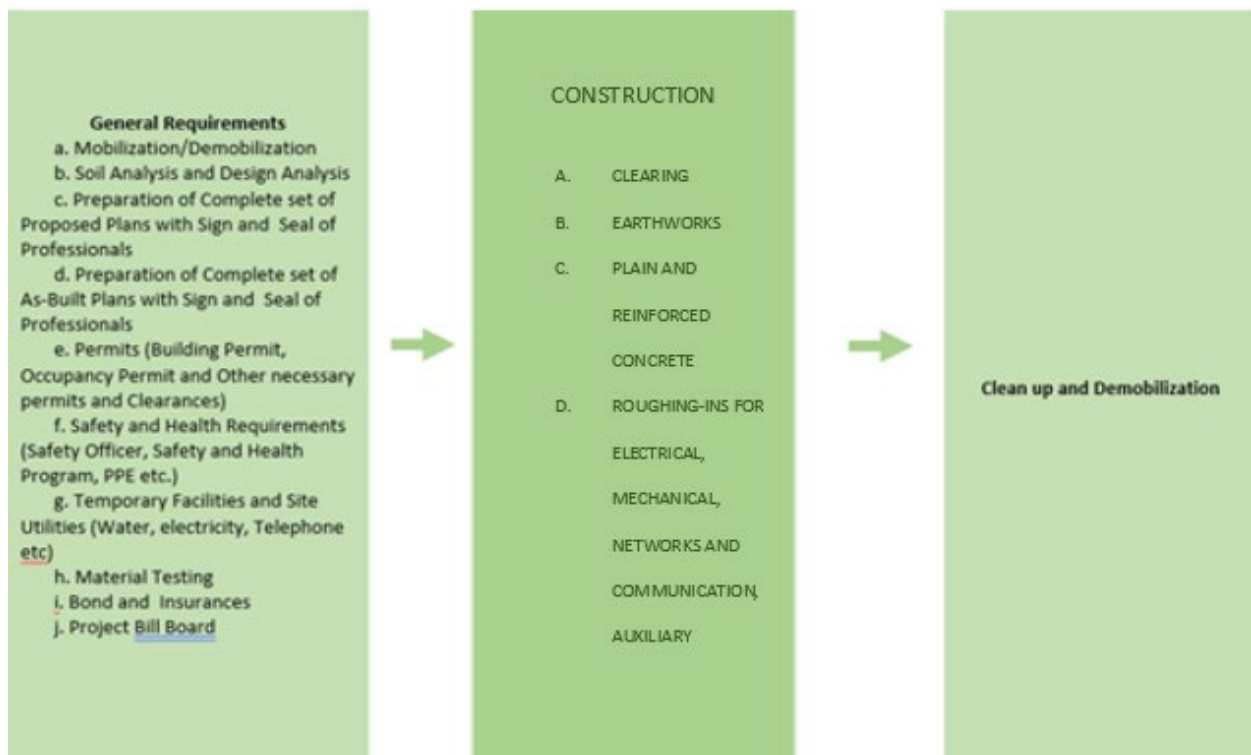 General Requirements
a. Mobilization/Demobilization
b. Soil Analysis and Design Analysis
c. Preparation of Complete set of
Proposed Plans with Sign and  Seal of
Professionals
d. Preparation of Complete set of
As-Built Plans with Sign and  Seal of
Professionals
e. Permits (Building Permit,
Occupancy Permit and Other necessary
permits and Clearances)
f. Safety and Health Requirements
(Safety Officer, Safety and Health
Program, PPE etc.)
g. Temporary Facilities and Site
Utilities (Water, electricity, Telephone
etc)
h. Material Testing
i. Bond and  Insurances
j. Project Bill Board
CONSTRUCTION
A. CLEARING
B. EARTHWORKS
C. PLAIN AND
REINFORCED
CONCRETE
D. ROUGHING-INS FOR
ELECTRICAL,
MECHANICAL,
NETWORKS AND
COMMUNICATION,
AUXILIARY
Clean up and Demobilization